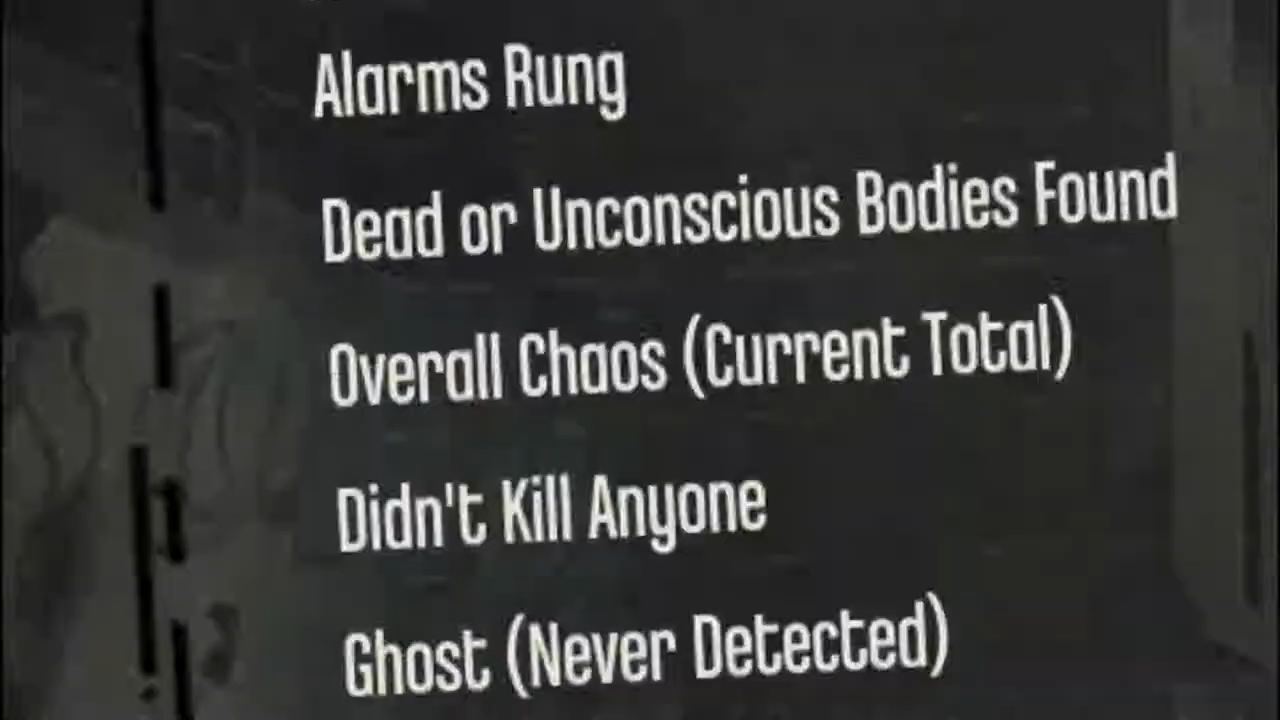 Alarms Rung
Dead or Unconscious Bodies Found
Overall Chaos (Current Total)
Didn't Kill Anyone
Ghost (Never Detected)